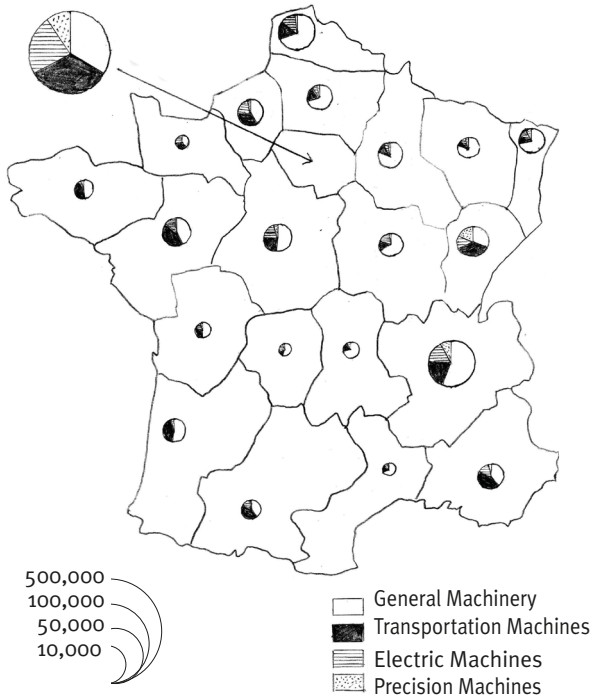 500,000
100,000
50,000
10,000
General Machinery
Transportation Machines
Electric Machines
Precision Machines